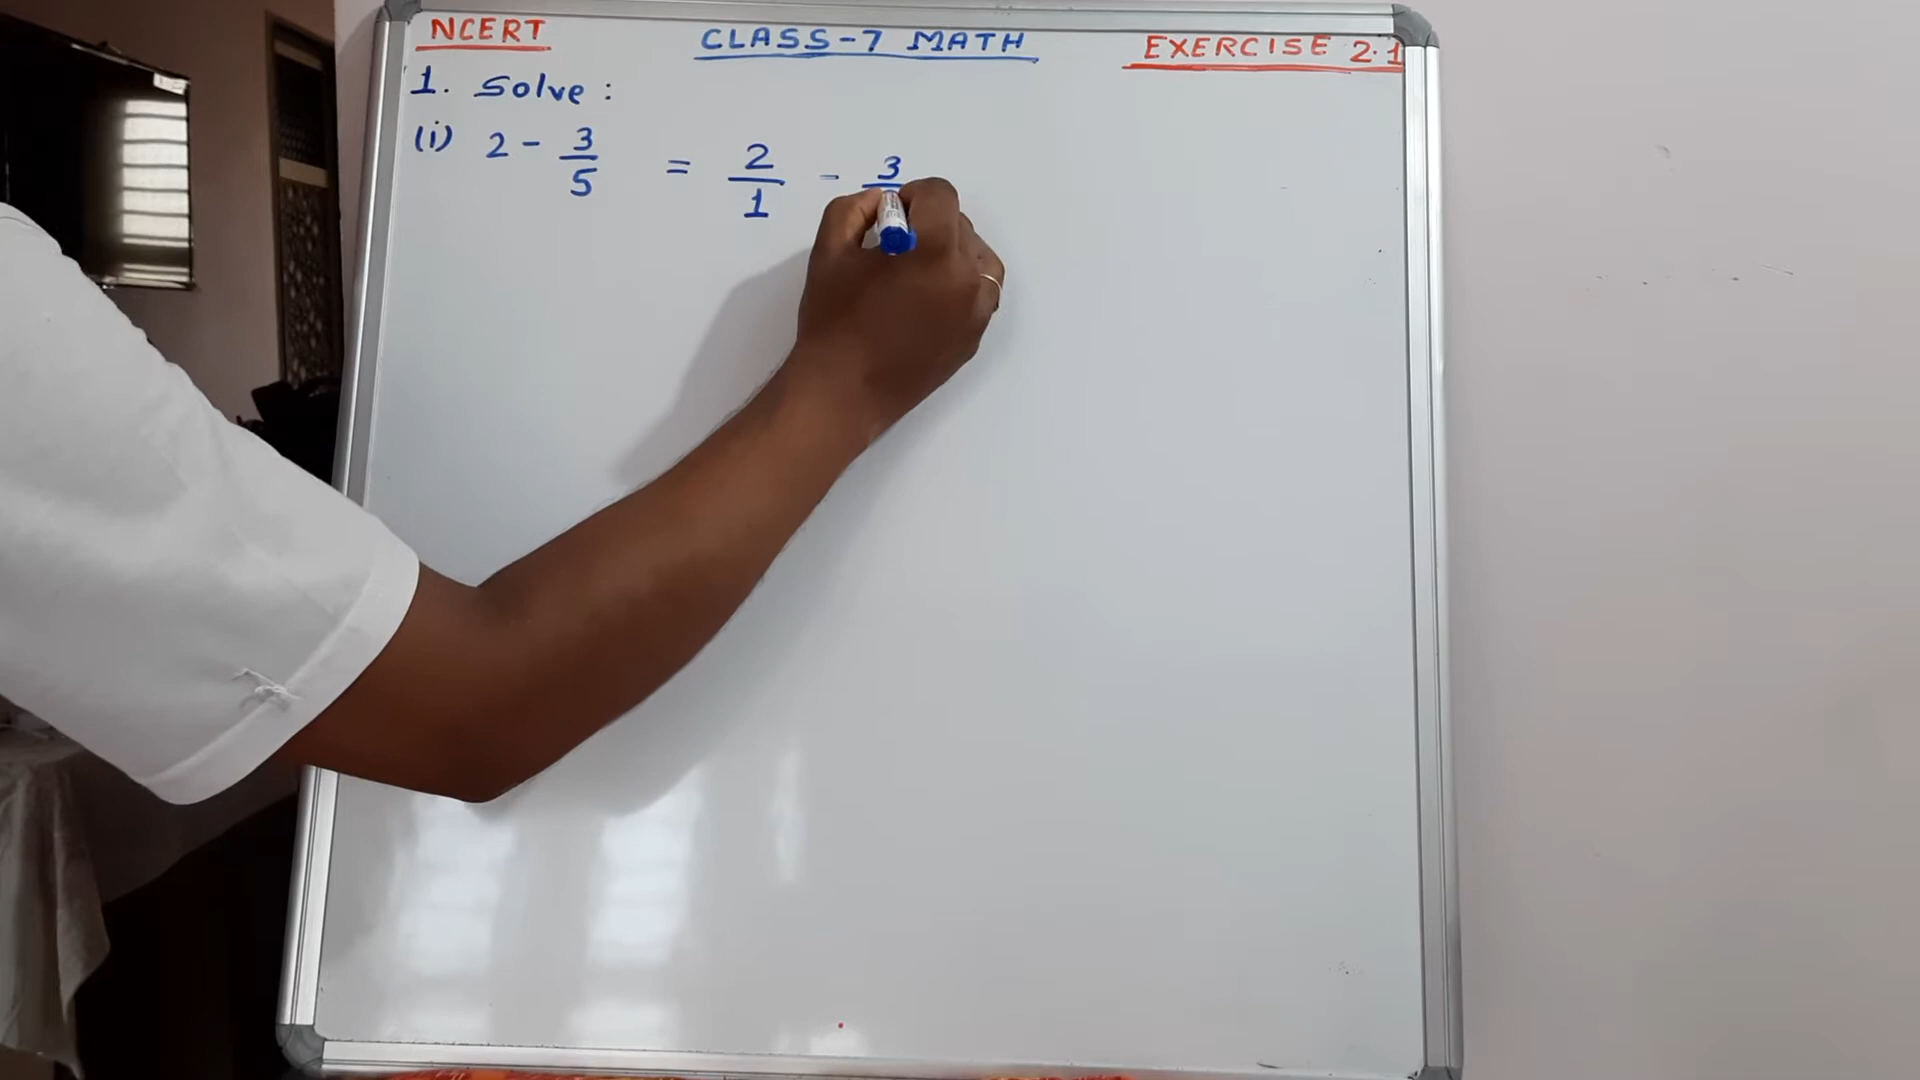 NCERT CLASS-7 MATH EXERCISE 2.1
1. Solve :
(i) 2 - 3/5 = 2/1 - 3/